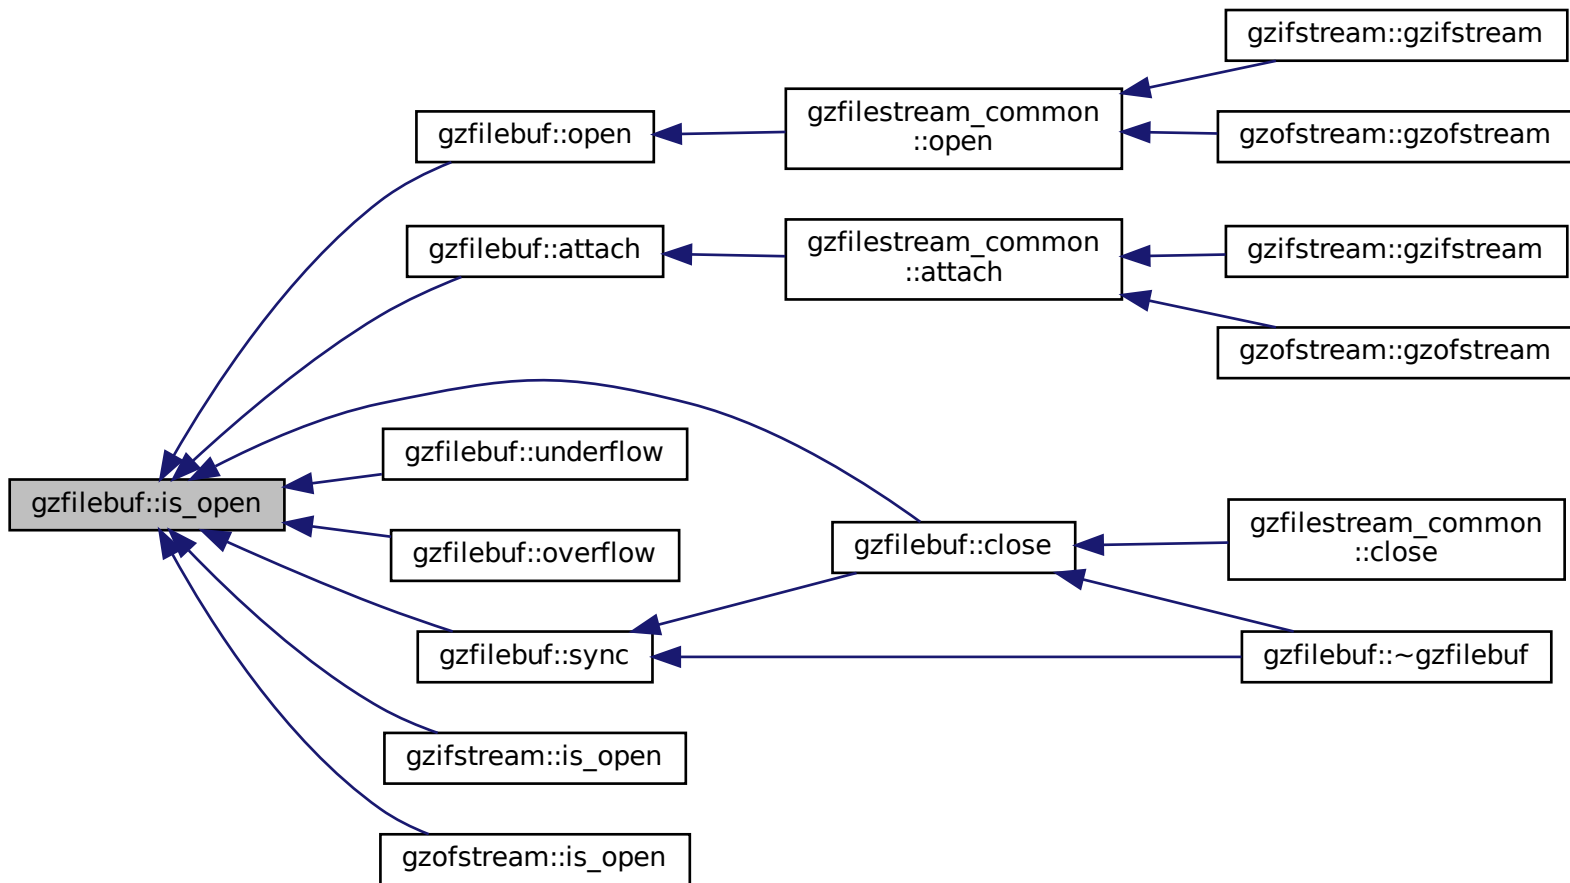 gzifstream::gzifstream
gzfilebuf::open
gzfilestream_common
::open
gzofstream::gzofstream
gzfilebuf::attach
gzfilestream_common
::attach
gzifstream::gzifstream
gzofstream::gzofstream
gzfilebuf::underflow
gzfilebuf::is_open
gzfilebuf::overflow
gzfilebuf::close
gzfilestream_common
::close
gzfilebuf::sync
gzfilebuf::~gzfilebuf
gzifstream::is_open
gzofstream::is_open